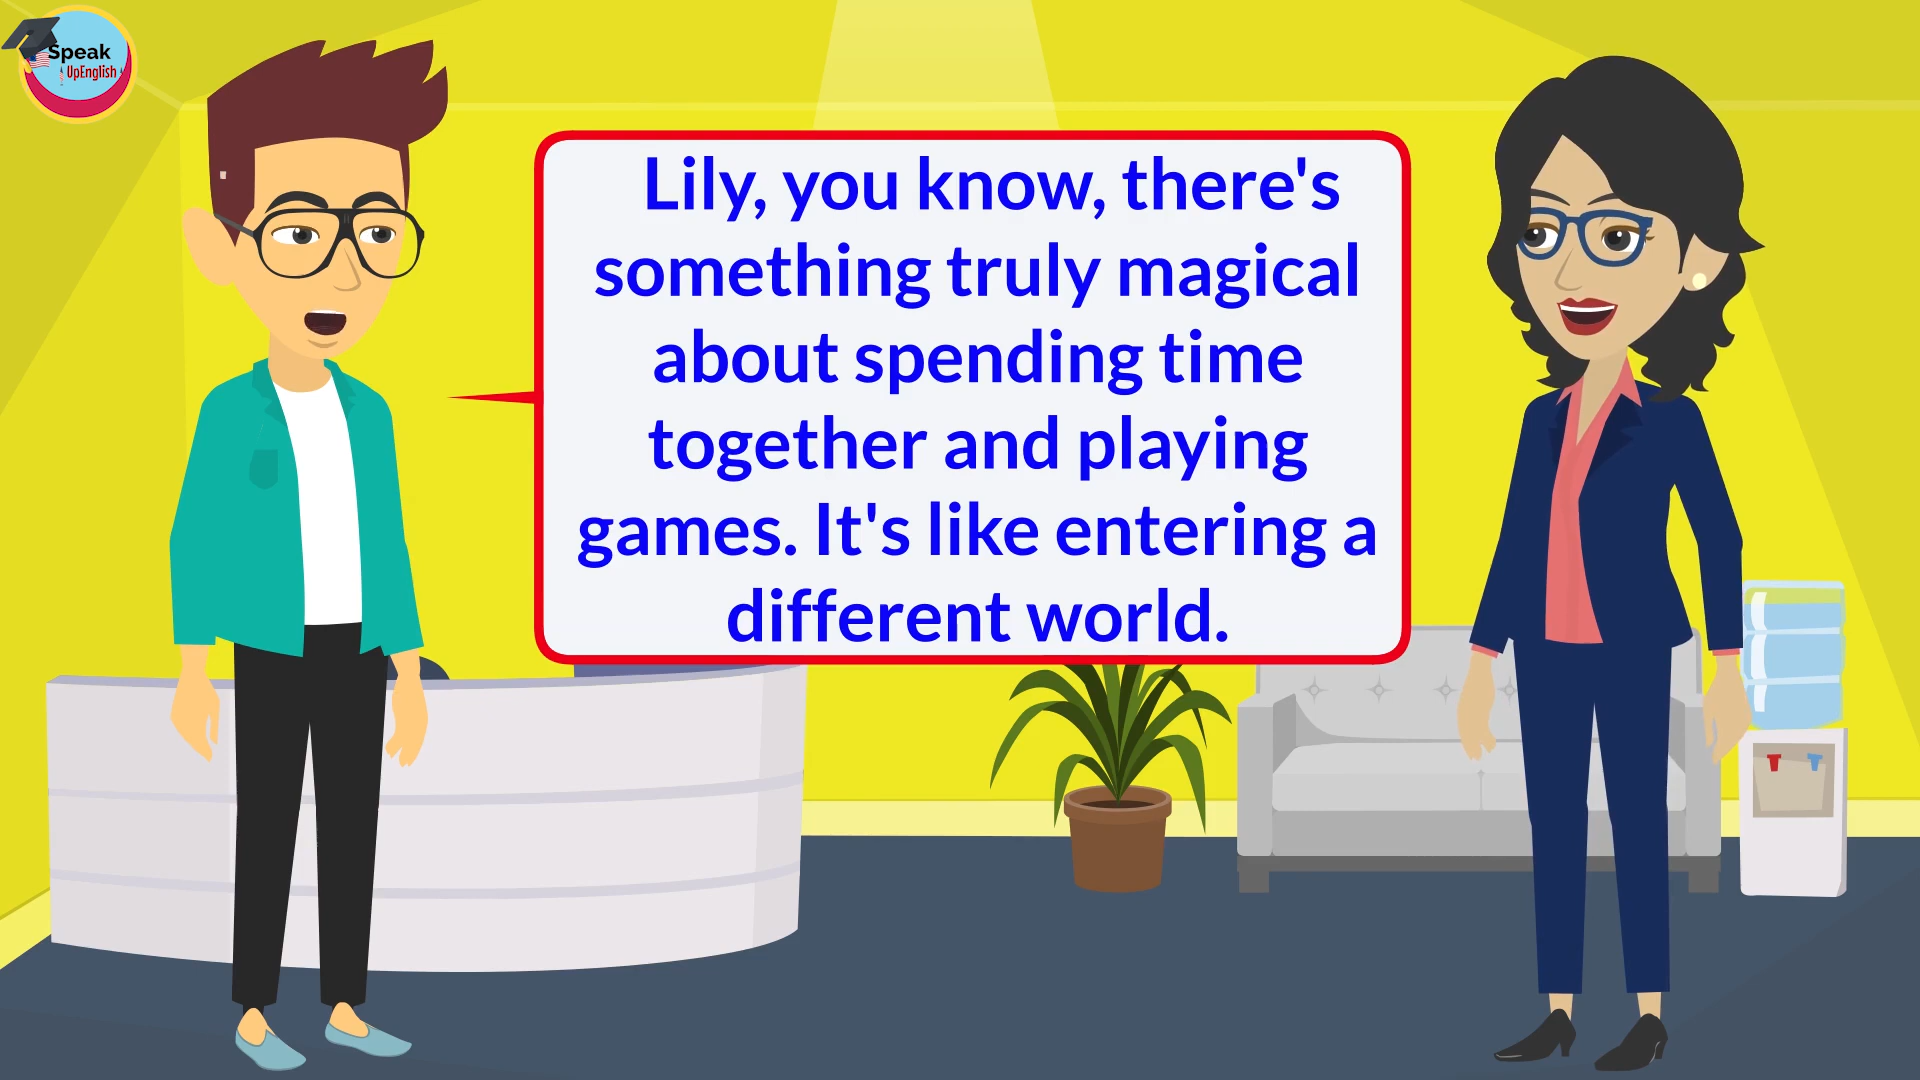 Speak
UpEnglish
Lily, you know, there's
something truly magical
about spending time
together and playing
games. It's like entering a
different world.